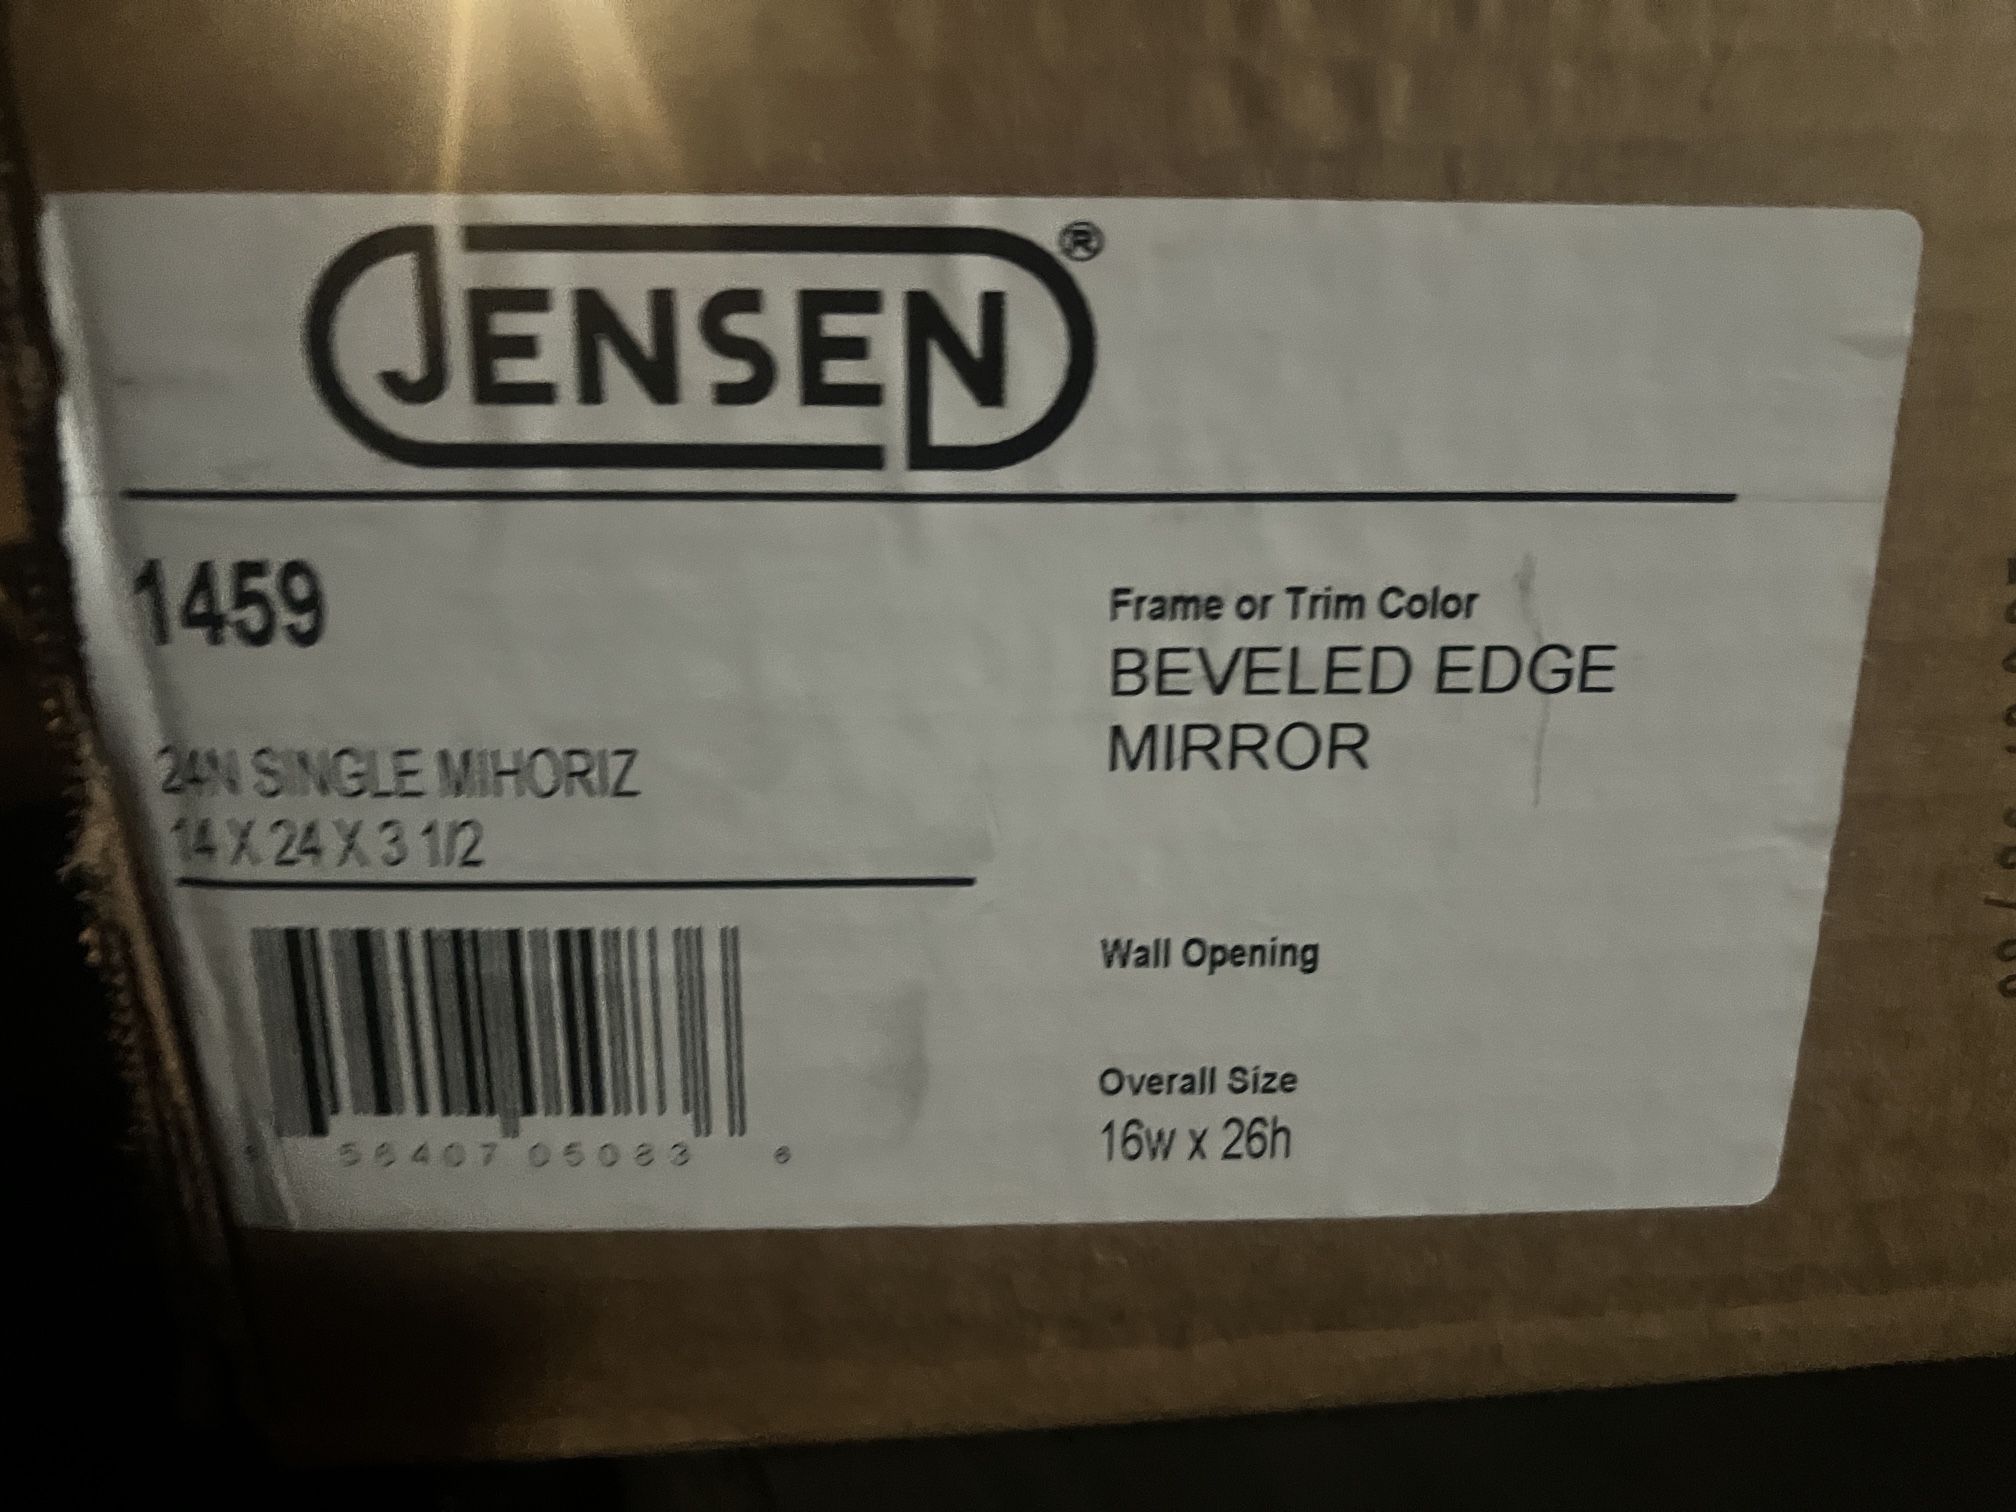 JENSEN®
1459
24N SINGLE MIHORIZ
14 X 24 X 3 1/2
Frame or Trim Color
BEVELED EDGE
MIRROR
Wall Opening
Overall Size
16w x 26h